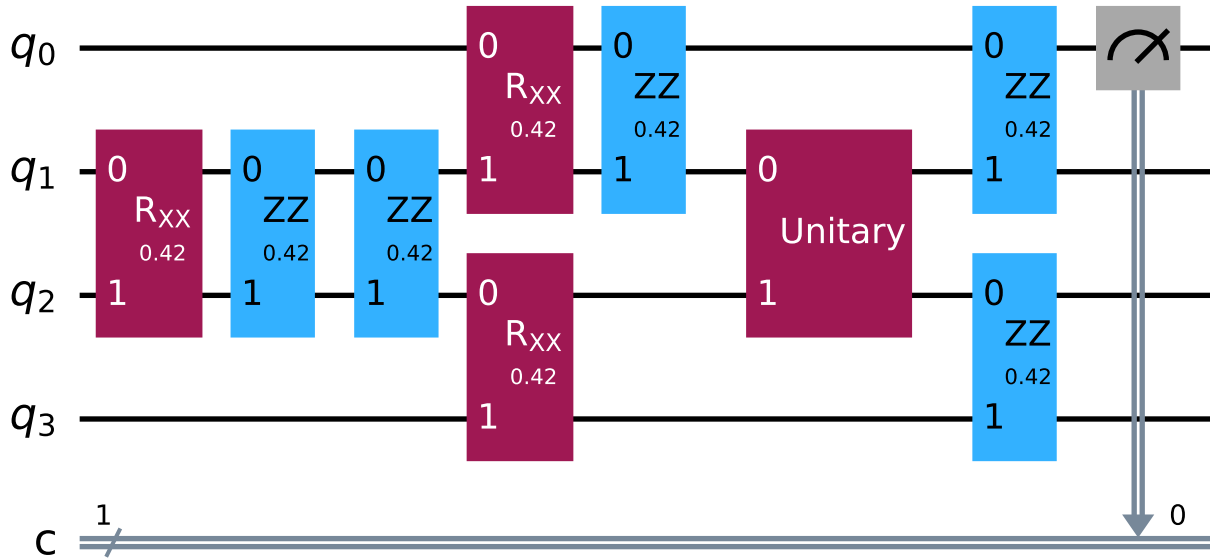 q0 0 0 0
RXX ZZ ZZ
0.42 0.42 0.42
q1 0 0 0 1 1 0 1
RXX ZZ ZZ Unitary
0.42 0.42 0.42
q2 1 1 1 0 1 0
RXX ZZ
0.42 0.42
q3 1 1
1 0
c